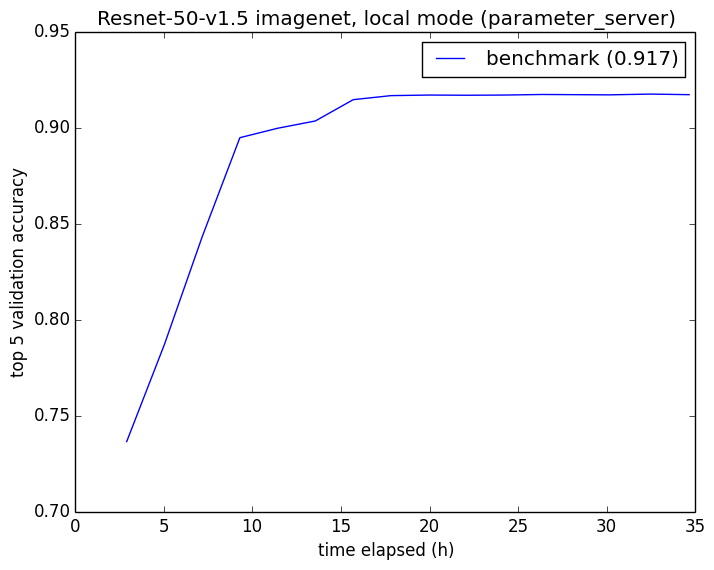 Resnet-50-v1.5 imagenet, local mode (parameter_server)
benchmark (0.917)
0.95
0.90
0.85
0.80
0.75
0.70
top 5 validation accuracy
0 5 10 15 20 25 30 35
time elapsed (h)